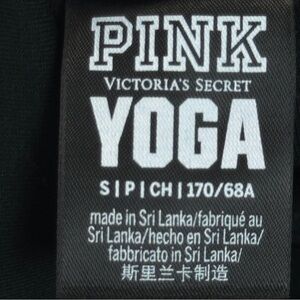 PINK
VICTORIA'S SECRET
YOGA
S | P | CH | 170/68A
made in Sri Lanka/fabriqué au
Sri Lanka/hecho en Sri Lanka/
fabbricato in Sri Lanka/
斯里兰卡制造